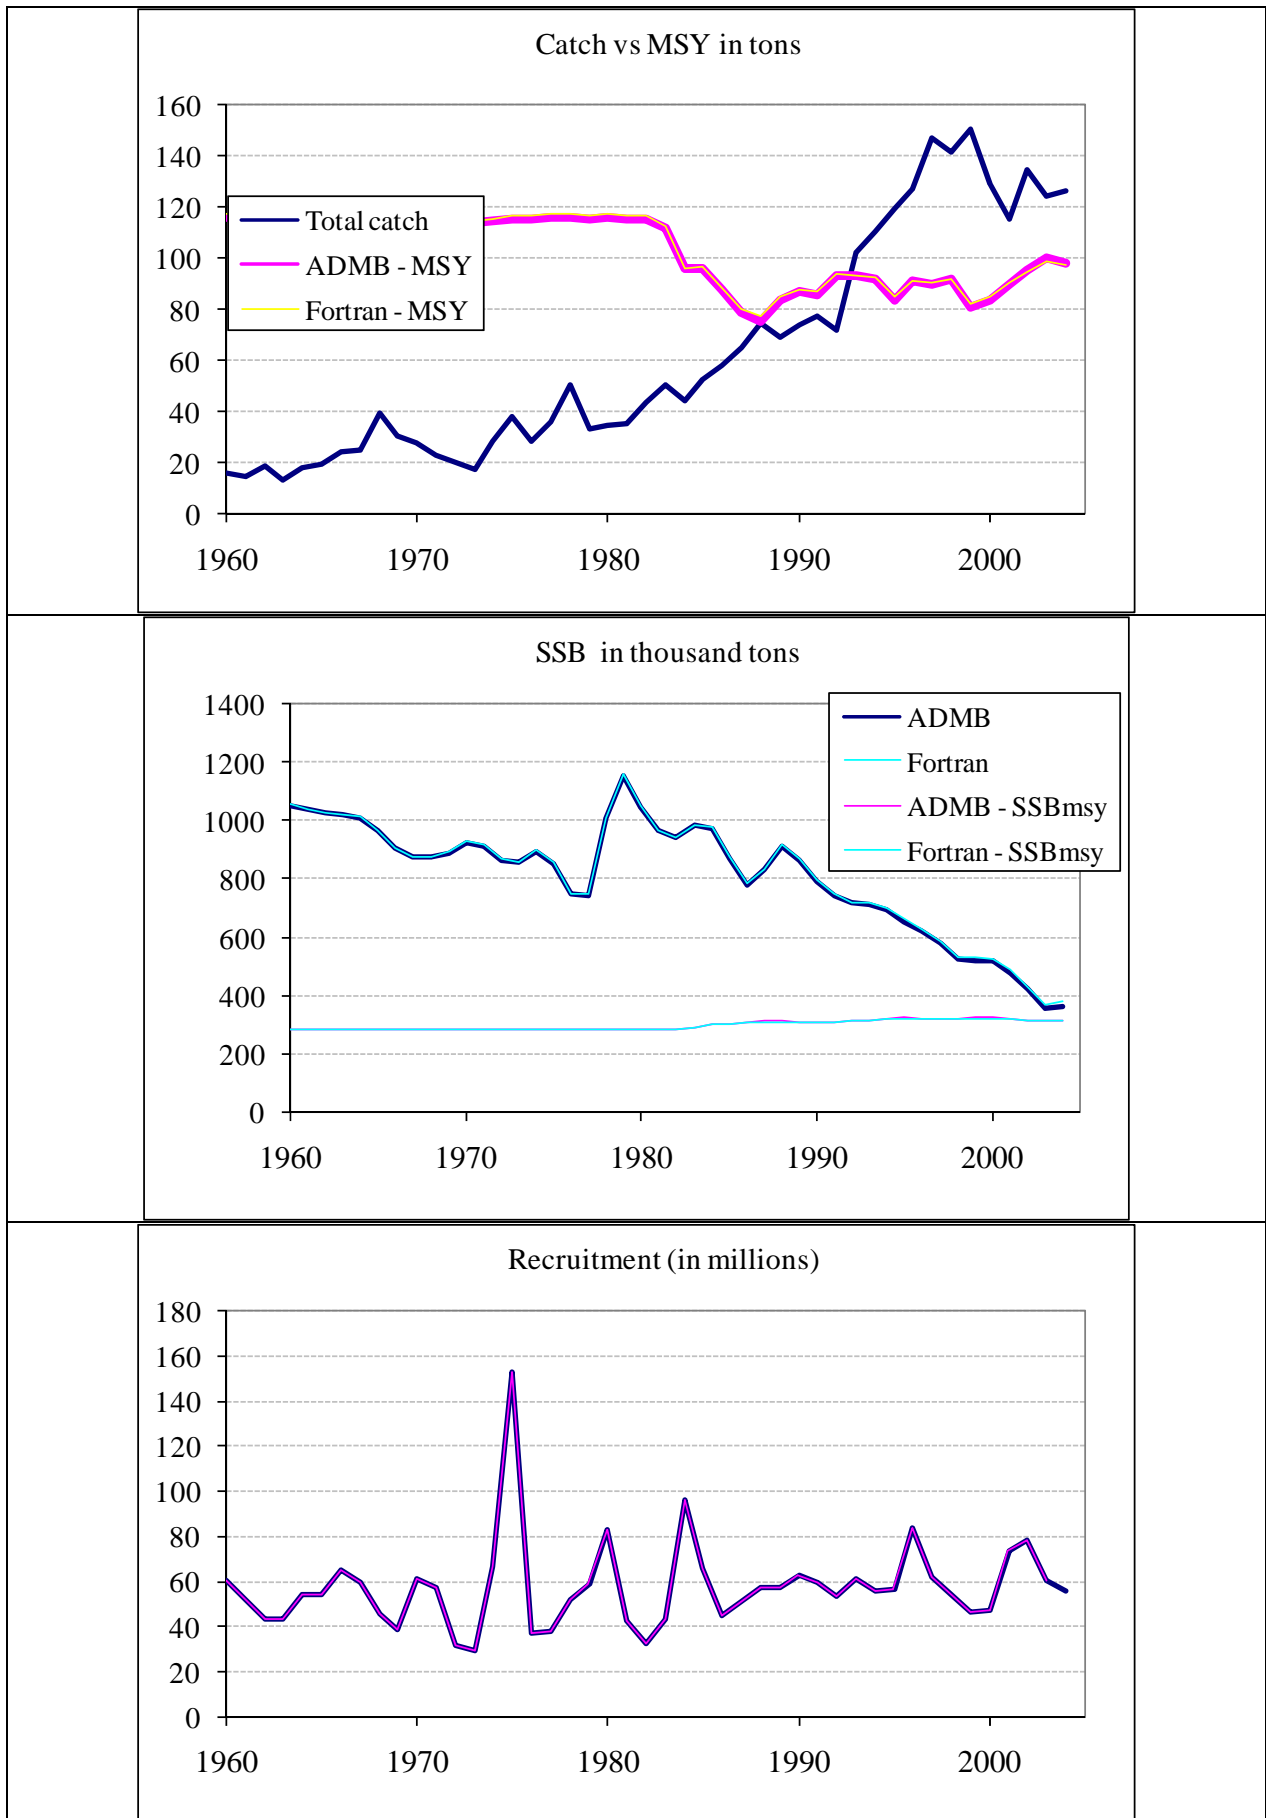 Catch vs MSY in tons
160
140
120
100
80
60
40
20
0
Total catch
ADMB - MSY
Fortran - MSY
1960 1970 1980 1990 2000
SSB in thousand tons
1400
1200
1000
800
600
400
200
0
ADMB
Fortran
ADMB - SSBmsy
Fortran - SSBmsy
1960 1970 1980 1990 2000
Recruitment (in millions)
180
160
140
120
100
80
60
40
20
0
1960 1970 1980 1990 2000